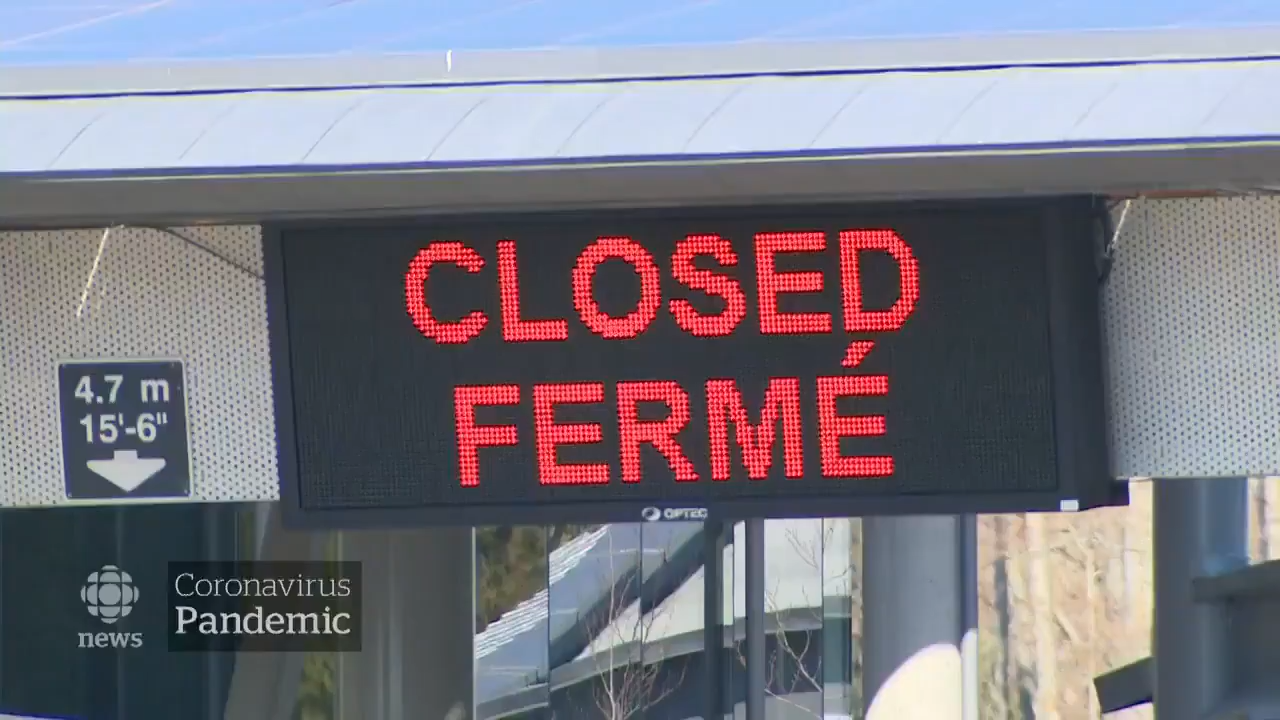 CLOSED
FERMÉ
4.7 m
15'-6"
OPTEC
news
Coronavirus
Pandemic